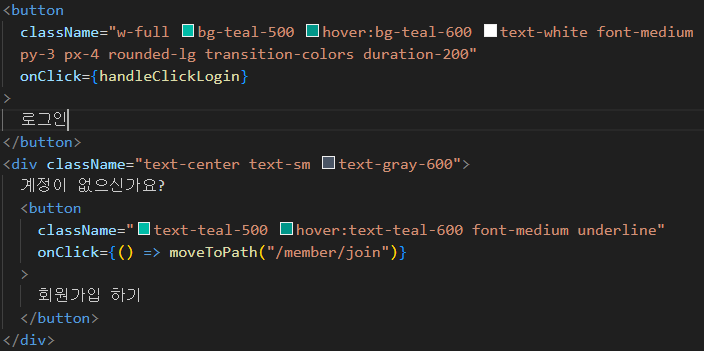 <button
className="w-full bg-teal-500 hover:bg-teal-600 text-white font-medium
py-3 px-4 rounded-lg transition-colors duration-200"
onClick={handleClickLogin}
>
로그인
</button>
<div className="text-center text-sm text-gray-600">
계정이 없으신가요?
<button
className="text-teal-500 hover:text-teal-600 font-medium underline"
onClick={() => moveToPath("/member/join")}
>
회원가입 하기
</button>
</div>